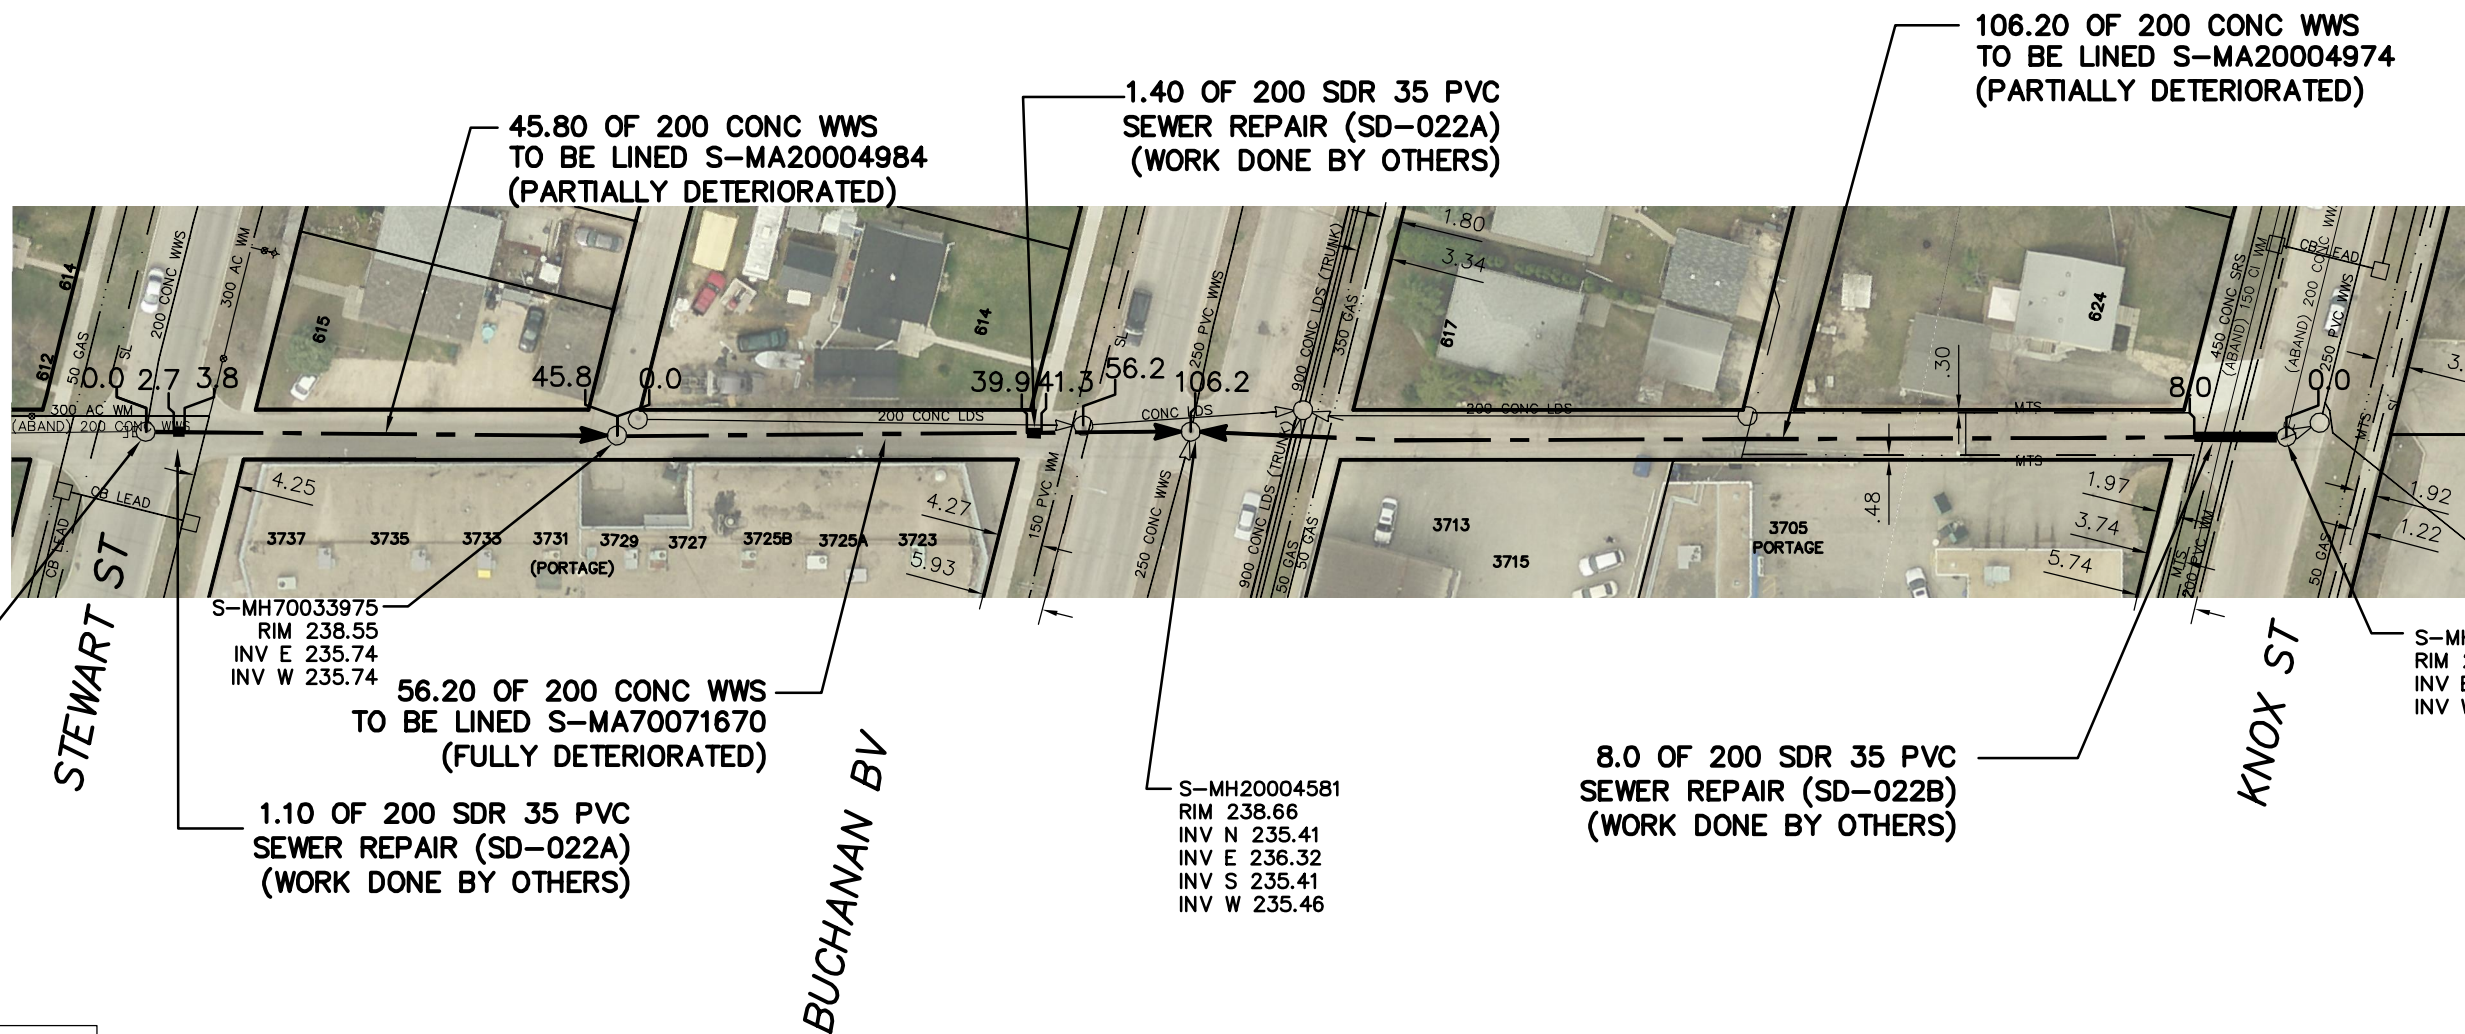 106.20 OF 200 CONC WWS
TO BE LINED S-MA20004974
(PARTIALLY DETERIORATED)
1.40 OF 200 SDR 35 PVC
SEWER REPAIR (SD-022A)
(WORK DONE BY OTHERS)
45.80 OF 200 CONC WWS
TO BE LINED S-MA20004984
(PARTIALLY DETERIORATED)
614
612
50 GAS
SL
200 CONC WWS
300 AC WM
615
614
SL
250 PVC WWS
900 CONC LDS (TRUNK)
350 GAS
1.80
3.34
617
624
450 CONC SRS
(ABAND) 150 CI WM
CB LEAD
(ABAND) 200 CONC WW
250 PVC WWS
0.0
2.7
3.8
45.8
0.0
39.9
41.3
56.2
106.2
.30
8.0
0.0
3.
300 AC WM
(ABAND) 200 CONC WWS
200 CONC LDS
CONC LDS
200 CONC LDS
MTS
MTS
MTS
SL
CB LEAD
CB LEAD
4.25
4.27
5.93
150 PVC WM
250 CONC WWS
900 CONC LDS (TRUNK)
50 GAS
50 GAS
.48
1.97
3.74
5.74
MTS
200 PVC WM
50 GAS
1.92
1.22
3737
3735
3733
3731
3729
3727
3725B
3725A
3723
(PORTAGE)
3713
3715
3705
PORTAGE
STEWART ST
S-MH70033975
RIM 238.55
INV E 235.74
INV W 235.74
56.20 OF 200 CONC WWS
TO BE LINED S-MA70071670
(FULLY DETERIORATED)
1.10 OF 200 SDR 35 PVC
SEWER REPAIR (SD-022A)
(WORK DONE BY OTHERS)
BUCHANAN BV
S-MH20004581
RIM 238.66
INV N 235.41
INV E 236.32
INV S 235.41
INV W 235.46
8.0 OF 200 SDR 35 PVC
SEWER REPAIR (SD-022B)
(WORK DONE BY OTHERS)
KNOX ST
S-M
RIM
INV
INV